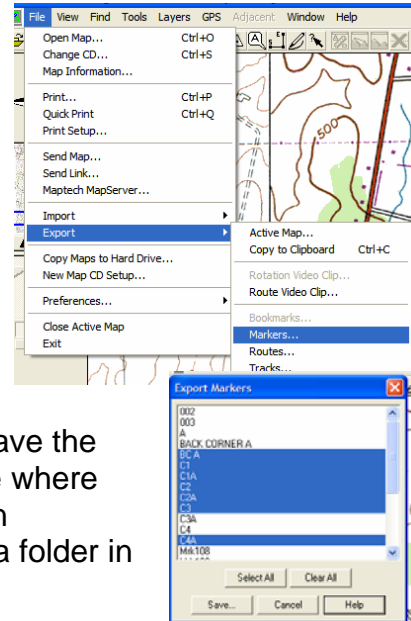 File View Find Tools Layers GPS Adjacent Window Help
Open Map... Ctrl+O
Change CD... Ctrl+S
Map Information...
Print... Ctrl+P
Quick Print Ctrl+Q
Print Setup...
Send Map...
Send Link...
Maptech MapServer...
Import
Export
Copy Maps to Hard Drive...
New Map CD Setup...
Preferences...
Close Active Map
Exit
Active Map...
Copy to Clipboard Ctrl+C
Rotation Video Clip...
Route Video Clip...
Bookmarks...
Markers...
Routes...
Tracks...
500
Export Markers
002
003
A
BACK CORNER A
BC A
C1
C1A
C2
C2A
C3
C3A
C4
C4A
Mrk108
Select All Clear All
Save... Cancel Help
ave the
where
a folder in